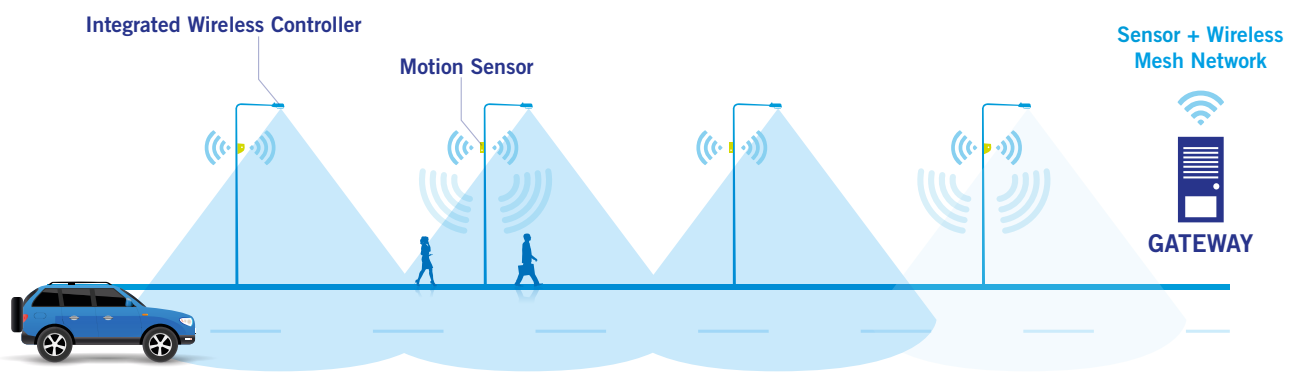 Integrated Wireless Controller
Motion Sensor
Sensor + Wireless
Mesh Network
GATEWAY